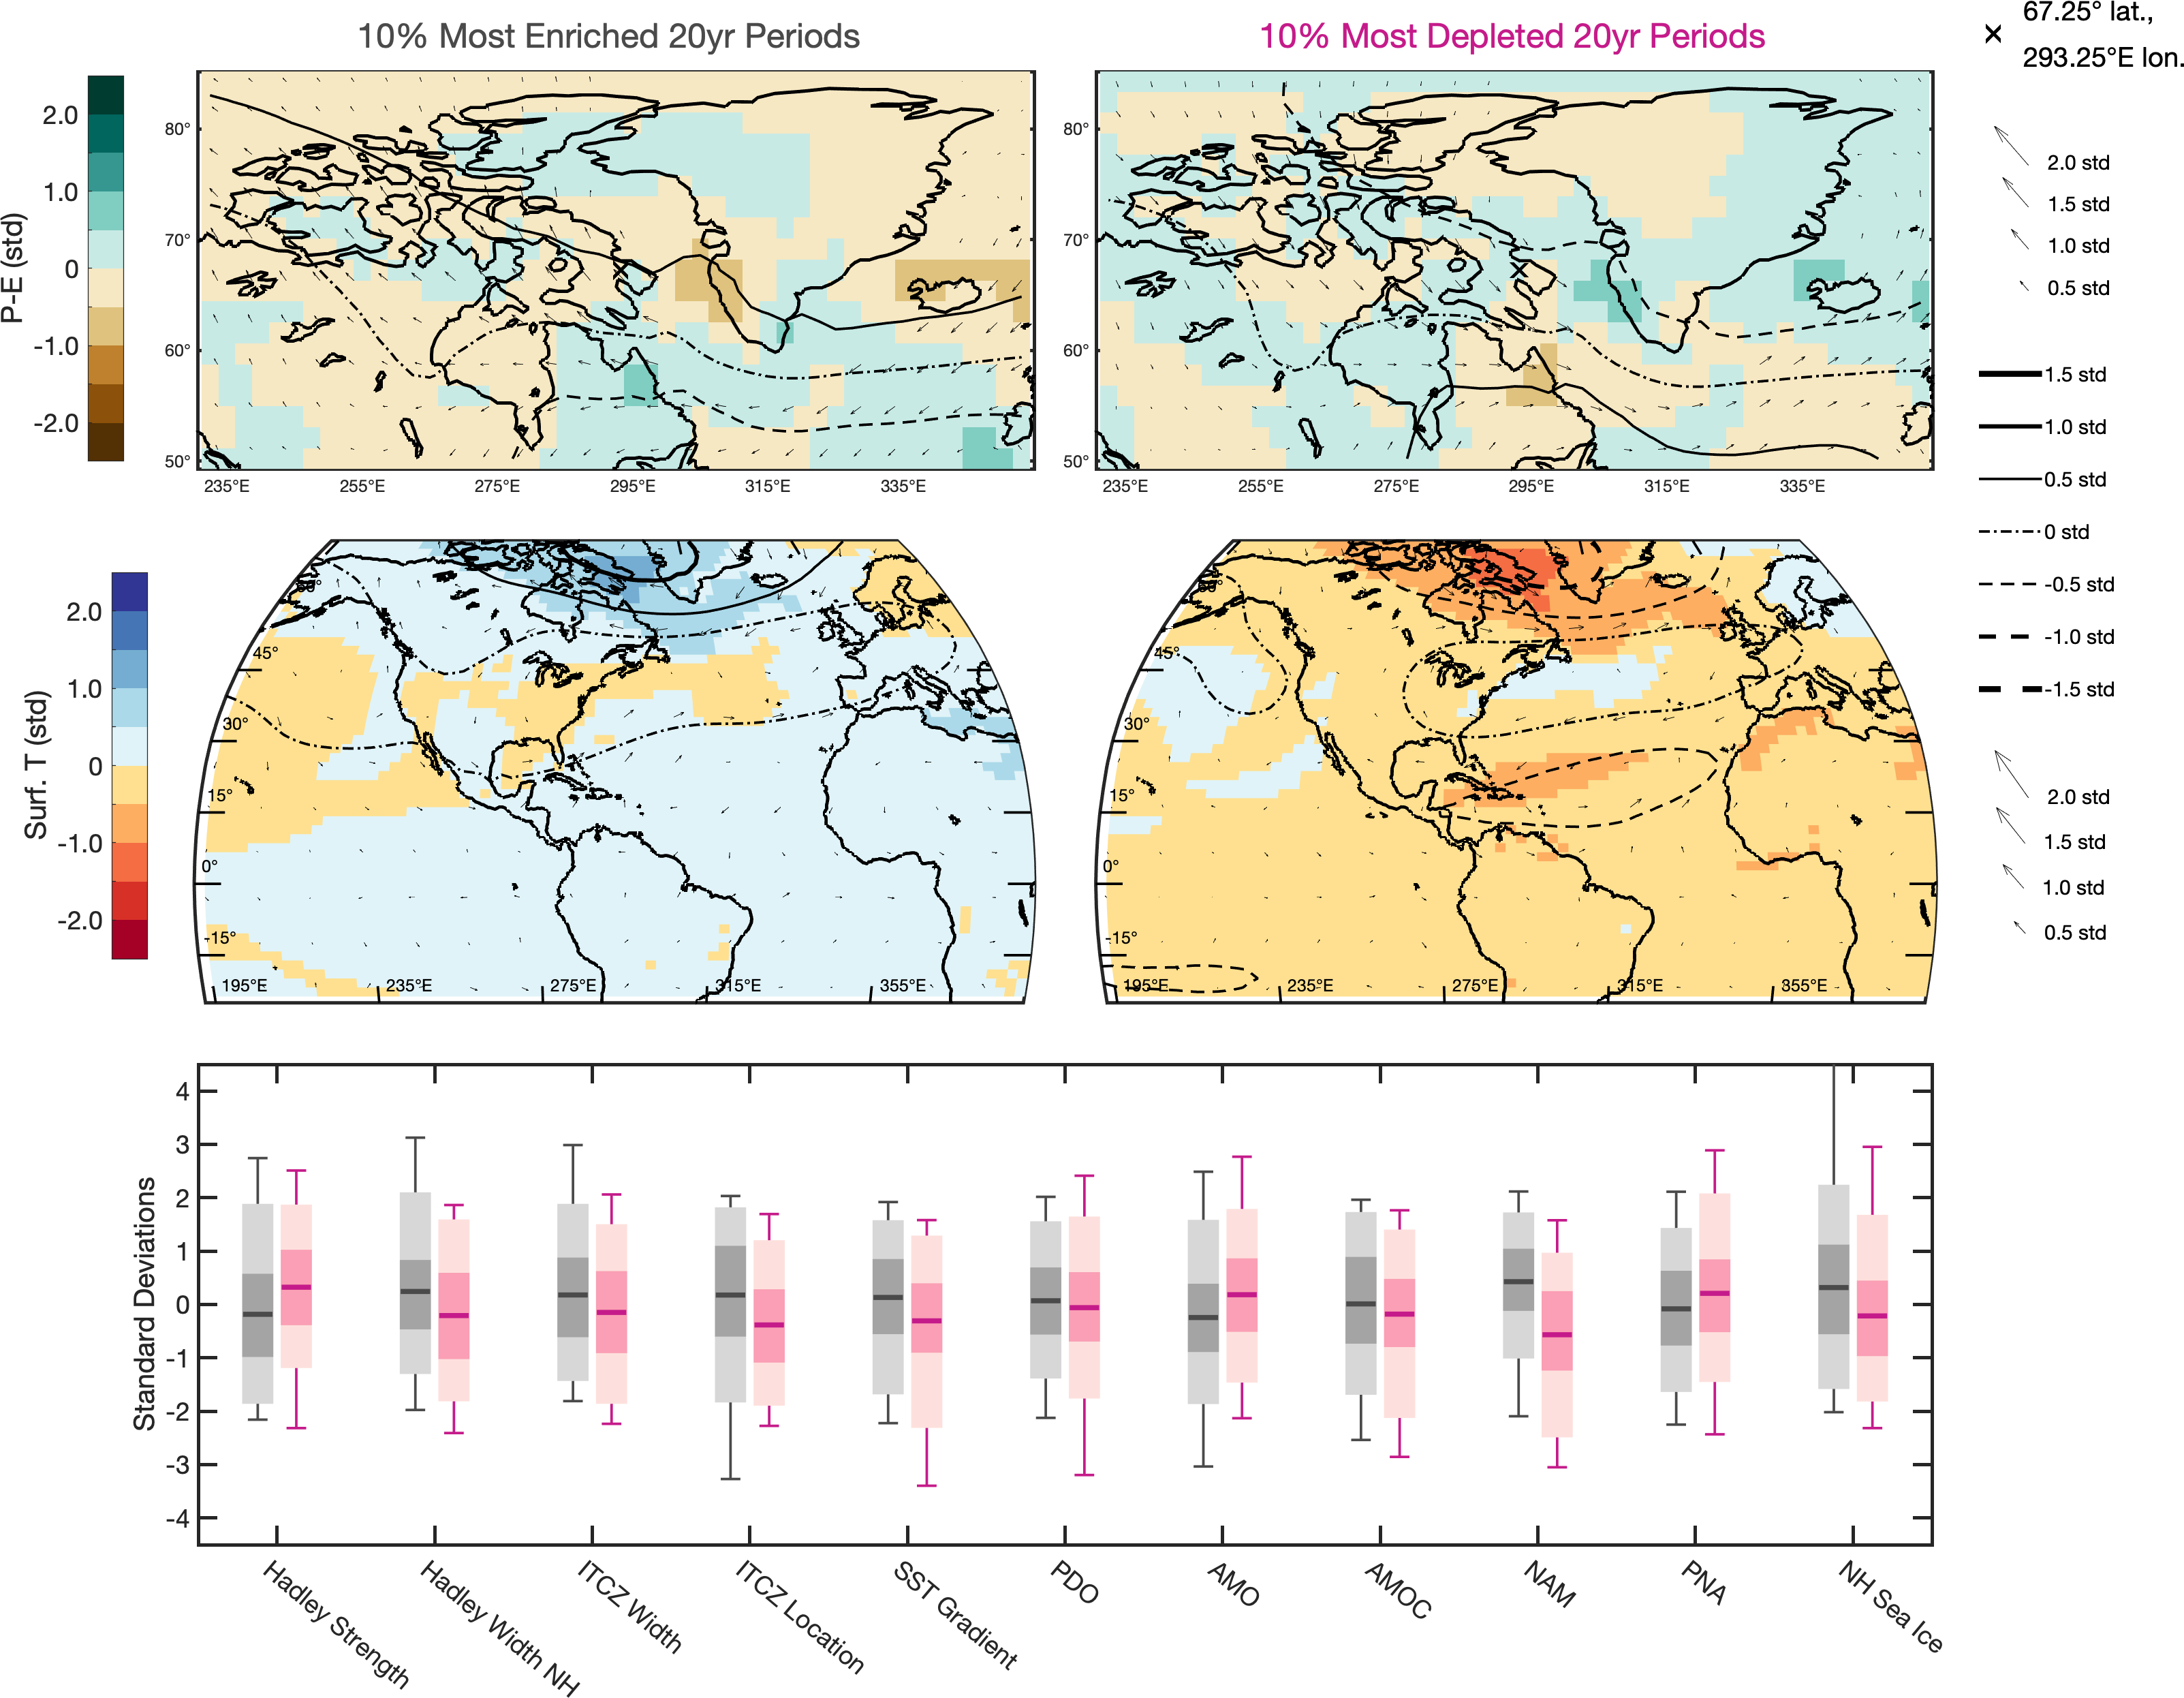 10% Most Enriched 20yr Periods
10% Most Depleted 20yr Periods
67.25° lat.,
293.25°E lon.
P-E (std)
2.0
1.0
0
-1.0
-2.0
80°
70°
60°
50°
235°E 255°E 275°E 295°E 315°E 335°E
80°
70°
60°
50°
235°E 255°E 275°E 295°E 315°E 335°E
2.0 std
1.5 std
1.0 std
0.5 std
1.5 std
1.0 std
0.5 std
0 std
-0.5 std
-1.0 std
-1.5 std
Surf. T (std)
2.0
1.0
0
-1.0
-2.0
45°
30°
15°
0°
-15°
195°E 235°E 275°E 315°E 355°E
45°
30°
15°
0°
-15°
195°E 235°E 275°E 315°E 355°E
2.0 std
1.5 std
1.0 std
0.5 std
Standard Deviations
4
3
2
1
0
-1
-2
-3
-4
Hadley Strength
Hadley Width NH
ITCZ Width
ITCZ Location
SST Gradient
PDO
AMO
AMOC
NAM
PNA
NH Sea Ice